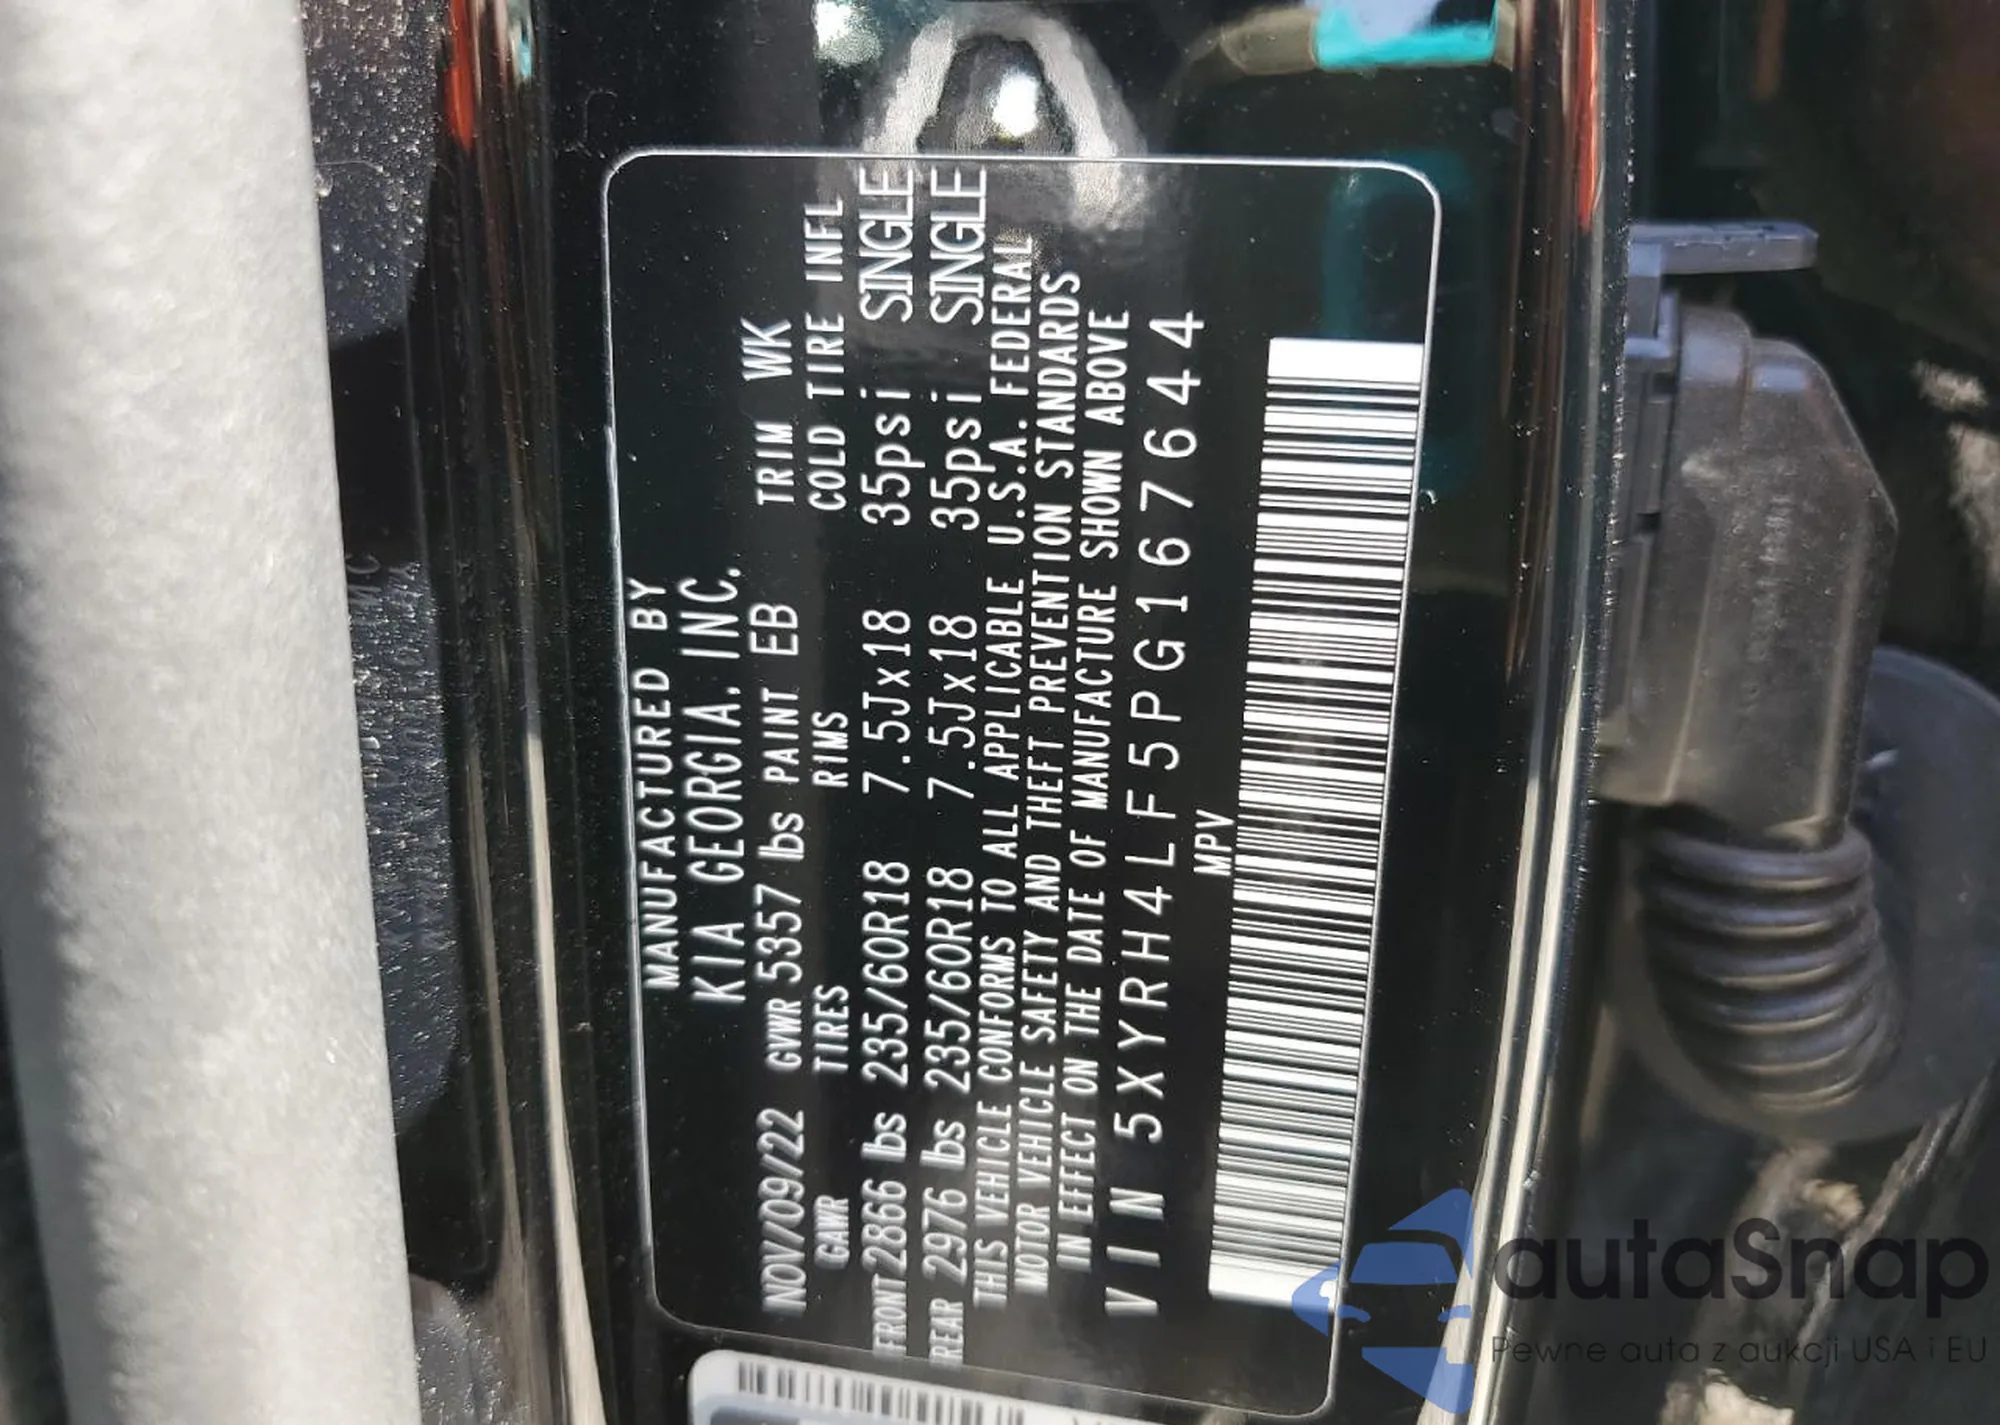 MANUFACTURED BY
KIA GEORGIA. INC.
NOV/09/22 GVWR 5357 lbs PAINT EB TRIM WK
GAWR TIRES RIMS COLD TIRE INFL
FRONT 2866 lbs 235/60R18 7.5Jx18 35psi SINGLE
REAR 2976 lbs 235/60R18 7.5Jx18 35psi SINGLE
THIS VEHICLE CONFORMS TO ALL APPLICABLE U.S.A. FEDERAL
MOTOR VEHICLE SAFETY AND THEFT PREVENTION STANDARDS
IN EFFECT ON THE DATE OF MANUFACTURE SHOWN ABOVE
VIN 5XYRH4LF5PG167644
MPV
autaSnap
Pewne auta z aukcji USA i EU